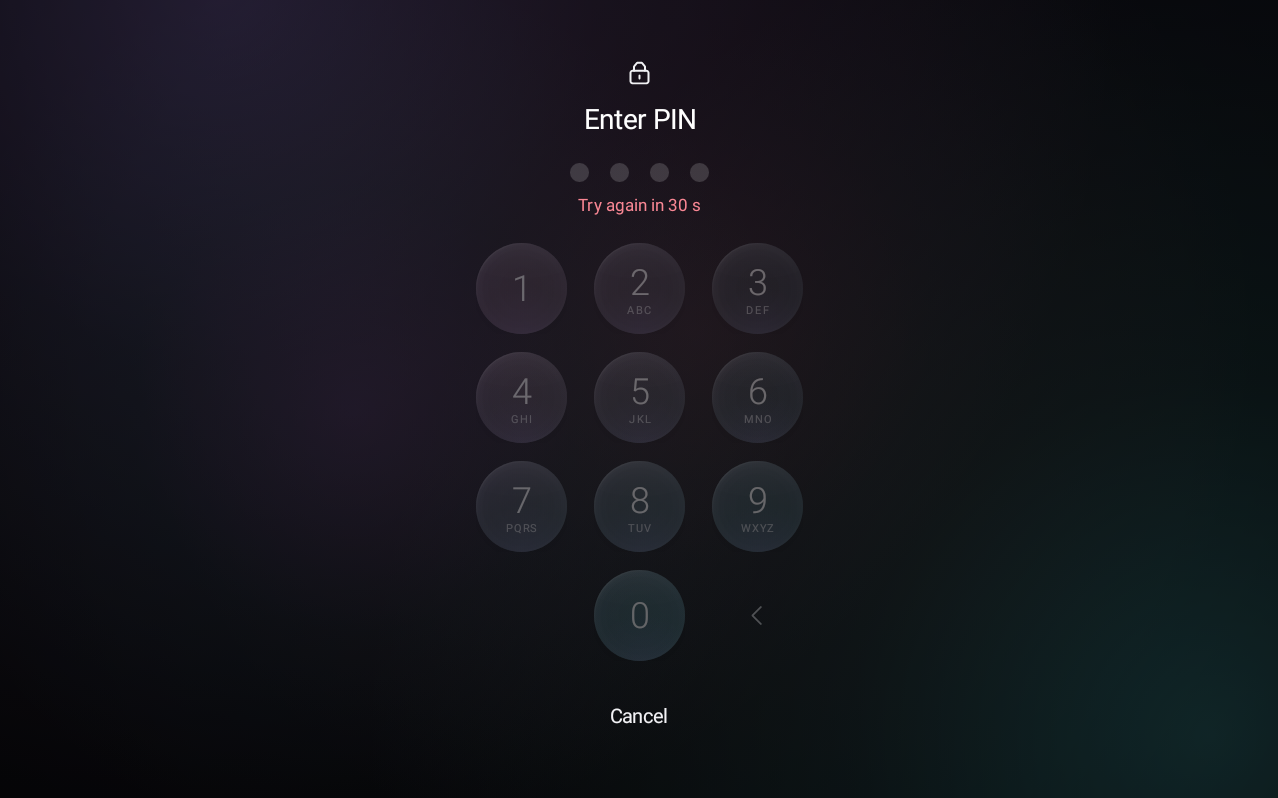 Enter PIN
Try again in 30 s
1
2
ABC
3
DEF
4
GHI
5
JKL
6
MNO
7
PQRS
8
TUV
9
WXYZ
0
Cancel